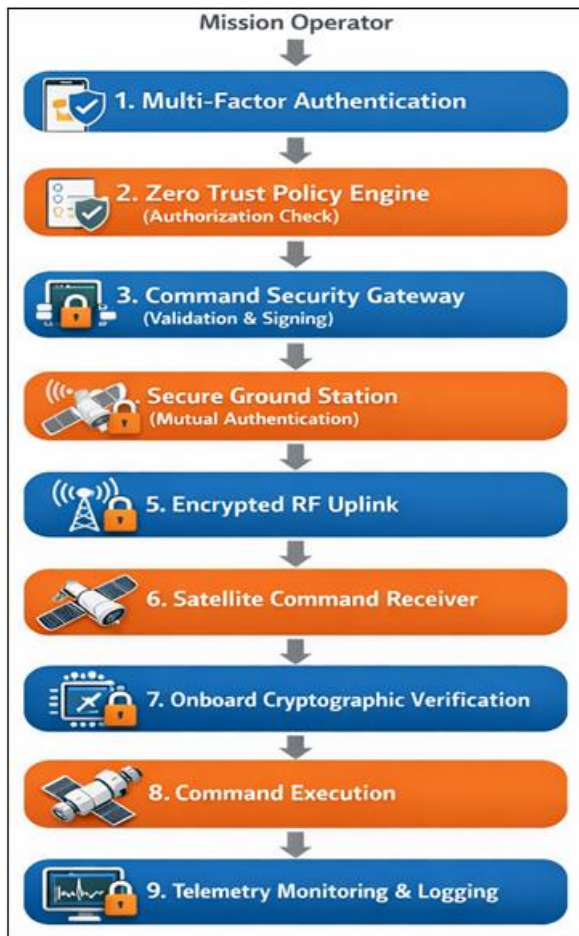 Mission Operator
1. Multi-Factor Authentication
2. Zero Trust Policy Engine
(Authorization Check)
3. Command Security Gateway
(Validation & Signing)
. Secure Ground Station
(Mutual Authentication)
5. Encrypted RF Uplink
6. Satellite Command Receiver
7. Onboard Cryptographic Verification
8. Command Execution
9. Telemetry Monitoring & Logging